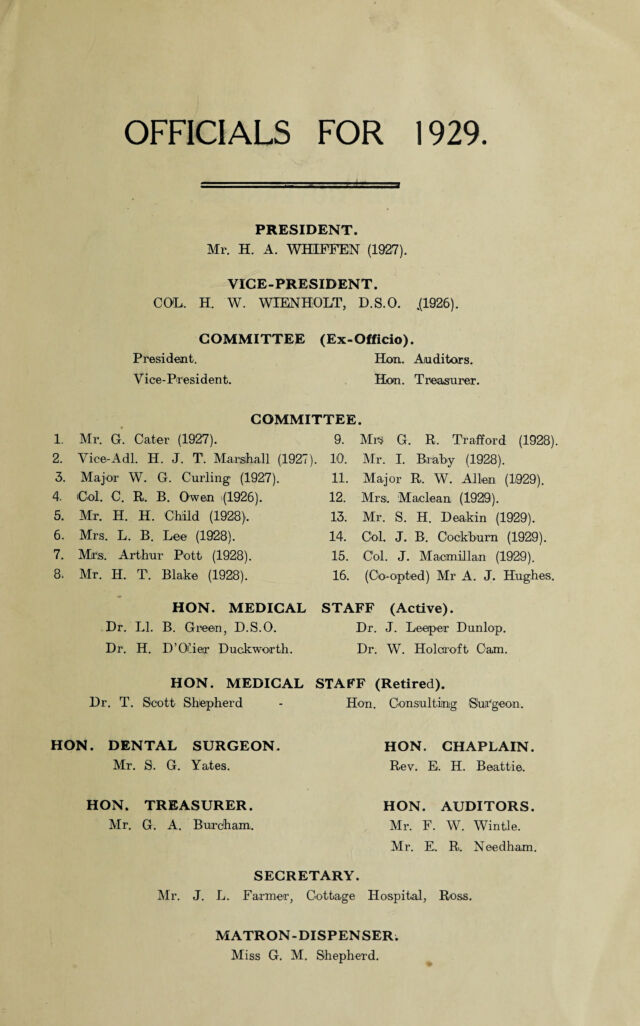 OFFICIALS FOR 1929.
PRESIDENT.
Mr. H. A. WHIFFEN (1927).
VICE-PRESIDENT.
COL. H. W. WIENHOLT, D.S.O. (1926).
COMMITTEE (Ex-Officio).
President. Hon. Auditors.
Vice-President. Hon. Treasurer.
COMMITTEE.
1. Mr. G. Cater (1927).
2. Vice-Adl. H. J. T. Marshall (1927).
3. Major W. G. Curling (1927).
4. Col. C. R. B. Owen (1926).
5. Mr. H. H. Child (1928).
6. Mrs. L. B. Lee (1928).
7. Mrs. Arthur Pott (1928).
8. Mr. H. T. Blake (1928).
9. Mrs G. R. Trafford (1928).
10. Mr. I. Braby (1928).
11. Major R. W. Allen (1929).
12. Mrs. Maclean (1929).
13. Mr. S. H. Deakin (1929).
14. Col. J. B. Cockburn (1929).
15. Col. J. Macmillan (1929).
16. (Co-opted) Mr A. J. Hughes.
HON. MEDICAL STAFF (Active).
Dr. Ll. B. Green, D.S.O. Dr. J. Leeper Dunlop.
Dr. H. D'Olier Duckworth. Dr. W. Holcroft Cam.
HON. MEDICAL STAFF (Retired).
Dr. T. Scott Shepherd - Hon. Consulting Surgeon.
HON. DENTAL SURGEON.
Mr. S. G. Yates.
HON. CHAPLAIN.
Rev. E. H. Beattie.
HON. TREASURER.
Mr. G. A. Burcham.
HON. AUDITORS.
Mr. F. W. Wintle.
Mr. E. R. Needham.
SECRETARY.
Mr. J. L. Farmer, Cottage Hospital, Ross.
MATRON-DISPENSER.
Miss G. M. Shepherd.